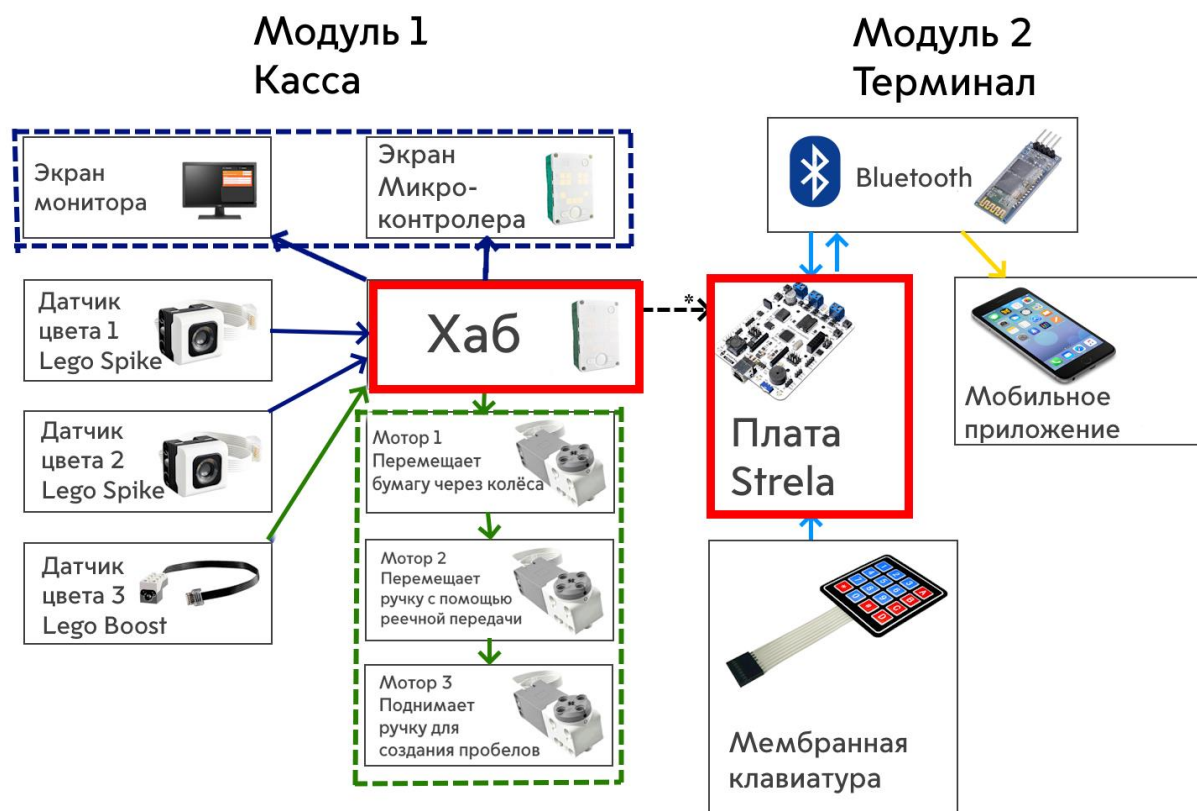 Модуль 1
Касса
Модуль 2
Терминал
Экран
монитора
Экран
Микро-
контролера
Bluetooth
Датчик
цвета 1
Lego Spike
Хаб
*
Плата
Strela
Мобильное
приложение
Датчик
цвета 2
Lego Spike
Мотор 1
Перемещает
бумагу через колёса
Датчик
цвета 3
Lego Boost
Мотор 2
Перемещает
ручку с помощью
реечной передачи
Мотор 3
Поднимает
ручку для
создания пробелов
Мембранная
клавиатура